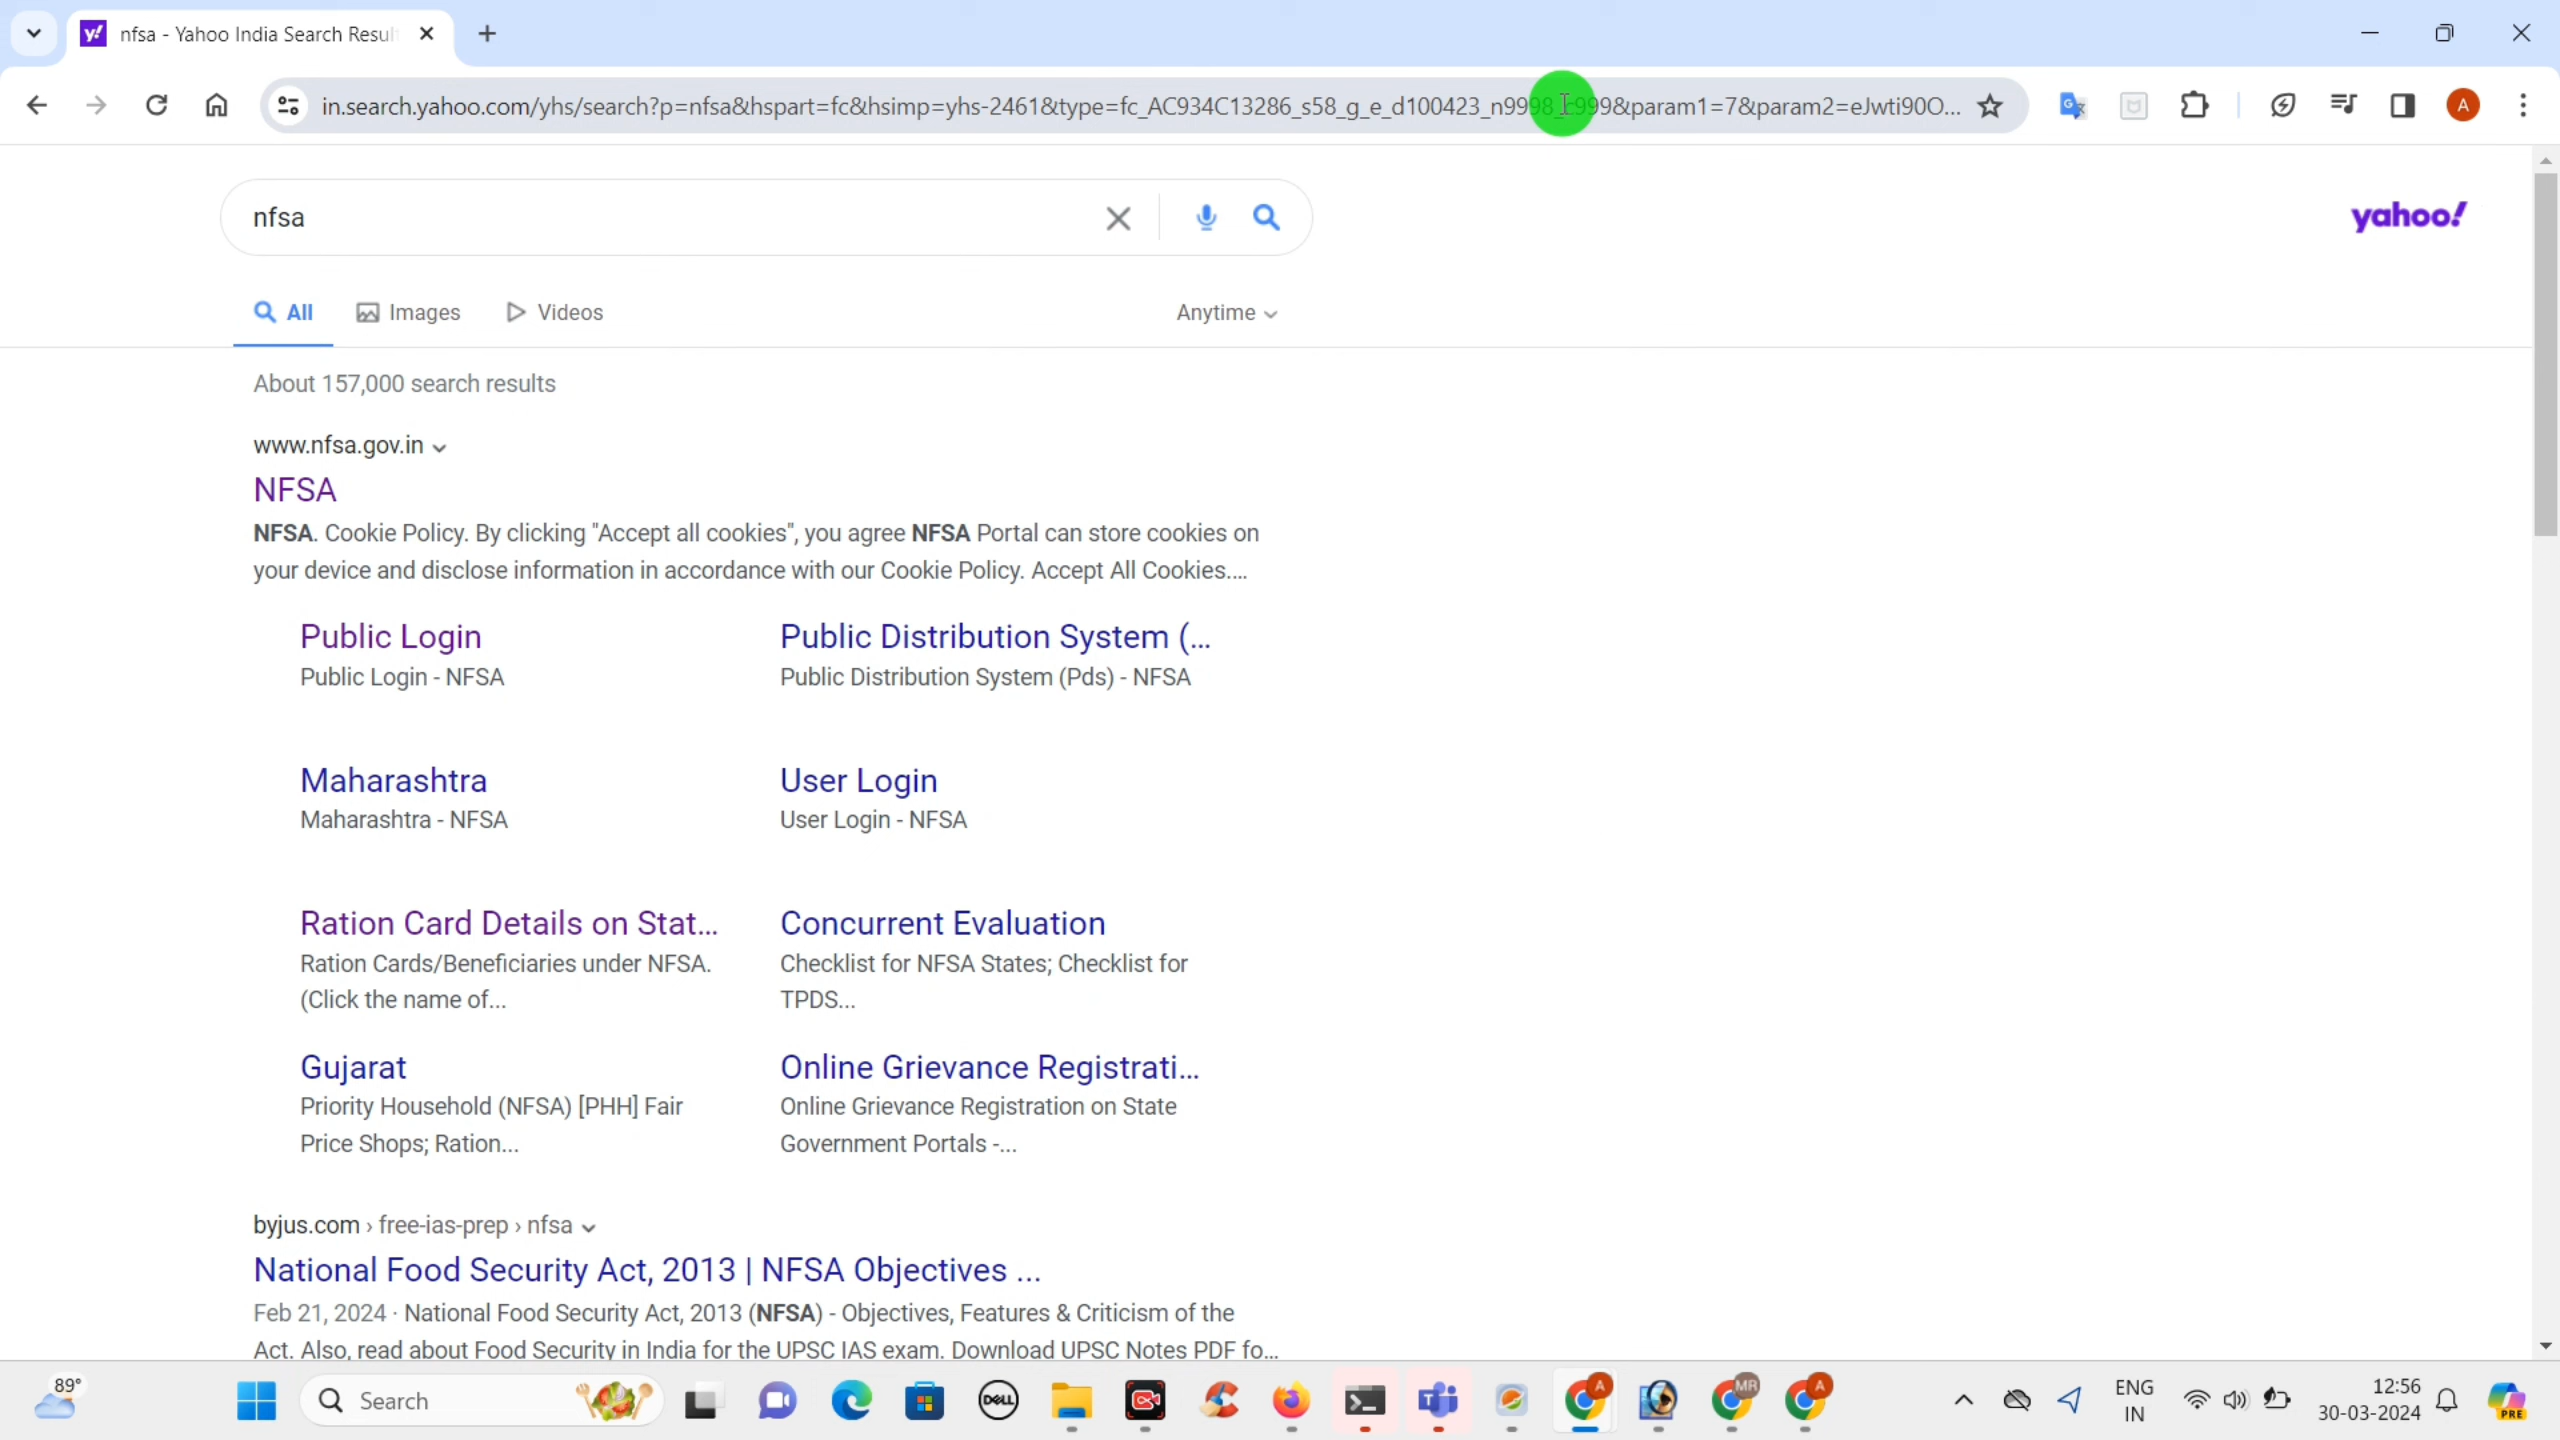 nfsa - Yahoo India Search Resul
in.search.yahoo.com/yhs/search?p=nfsa&hspart=fc&hsimp=yhs-2461&type=fc_AC934C13286_s58_g_e_d100423_n9998_c999&param1=7&param2=eJwti90O...
A
nfsa
yahoo!
All Images Videos Anytime
About 157,000 search results
www.nfsa.gov.in
NFSA
NFSA. Cookie Policy. By clicking "Accept all cookies", you agree NFSA Portal can store cookies on
your device and disclose information in accordance with our Cookie Policy. Accept All Cookies....
Public Login
Public Login - NFSA
Public Distribution System (...
Public Distribution System (Pds) - NFSA
Maharashtra
Maharashtra - NFSA
User Login
User Login - NFSA
Ration Card Details on Stat...
Ration Cards/Beneficiaries under NFSA.
(Click the name of...
Concurrent Evaluation
Checklist for NFSA States; Checklist for
TPDS...
Gujarat
Priority Household (NFSA) [PHH] Fair
Price Shops; Ration...
Online Grievance Registrati...
Online Grievance Registration on State
Government Portals -...
byjus.com › free-ias-prep › nfsa
National Food Security Act, 2013 | NFSA Objectives ...
Feb 21, 2024 · National Food Security Act, 2013 (NFSA) - Objectives, Features & Criticism of the
Act. Also, read about Food Security in India for the UPSC IAS exam. Download UPSC Notes PDF fo...
89°
Search
DELL
A
MR
A
ENG
IN
12:56
30-03-2024
PRE